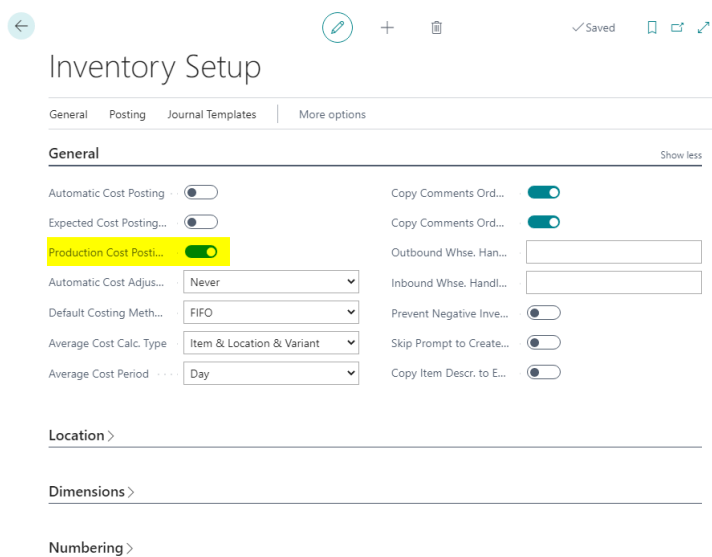 Saved
Inventory Setup
General Posting Journal Templates More options
General Show less
Automatic Cost Posting
Expected Cost Posting...
Production Cost Posti...
Automatic Cost Adjus... Never
Default Costing Meth... FIFO
Average Cost Calc. Type Item & Location & Variant
Average Cost Period Day
Copy Comments Ord...
Copy Comments Ord...
Outbound Whse. Han...
Inbound Whse. Handl...
Prevent Negative Inve...
Skip Prompt to Create...
Copy Item Descr. to E...
Location
Dimensions
Numbering